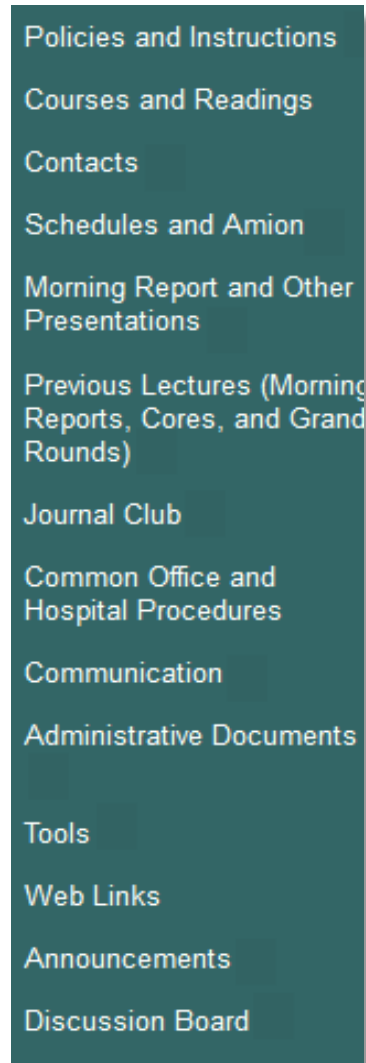 Policies and Instructions
Courses and Readings
Contacts
Schedules and Amion
Morning Report and Other
Presentations
Previous Lectures (Morning
Reports, Cores, and Grand
Rounds)
Journal Club
Common Office and
Hospital Procedures
Communication
Administrative Documents
Tools
Web Links
Announcements
Discussion Board